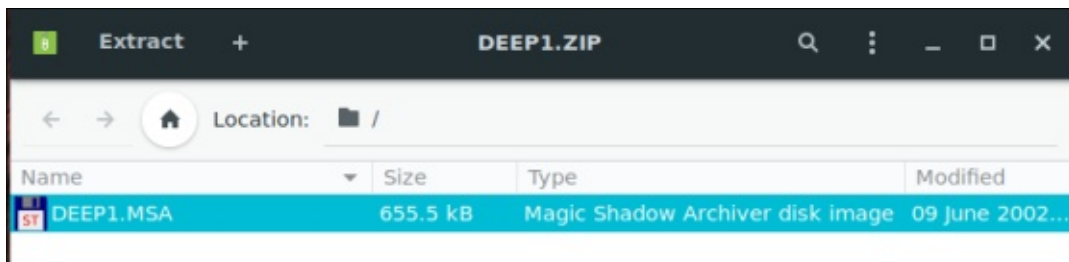 Extract + DEEP1.ZIP
Location: /
Name Size Type Modified
ST DEEP1.MSA 655.5 kB Magic Shadow Archiver disk image 09 June 2002...